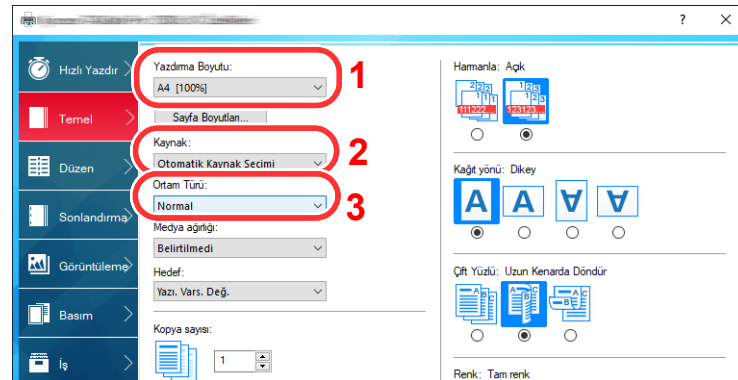 ?
Hızlı Yazdır
Temel
Düzen
Sonlandırma
Görüntüleme
Basım
İş
Yazdırma Boyutu:
A4 [100%]
1
Sayfa Boyutları...
Kaynak:
Otomatik Kaynak Seçimi
2
Ortam Türü:
Normal
3
Medya ağırlığı:
Belirtilmedi
Hedef:
Yazı. Vars. Değ.
Kopya sayısı:
1
Harmanla: Açık
111222...
123123...
Kağıt yönü: Dikey
A A A A
Çift Yüzlü: Uzun Kenarda Döndür
Renk: Tam renk